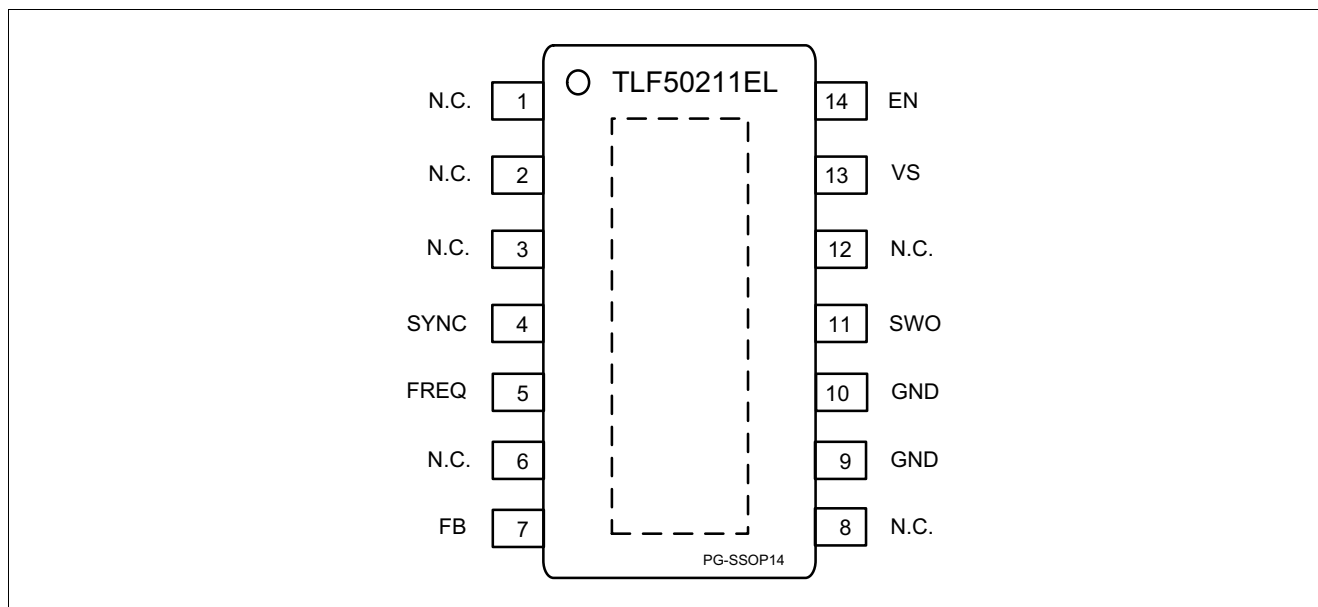 TLF50211EL
N.C. 1 14 EN
N.C. 2 13 VS
N.C. 3 12 N.C.
SYNC 4 11 SWO
FREQ 5 10 GND
N.C. 6 9 GND
FB 7 8 N.C.
PG-SSOP14